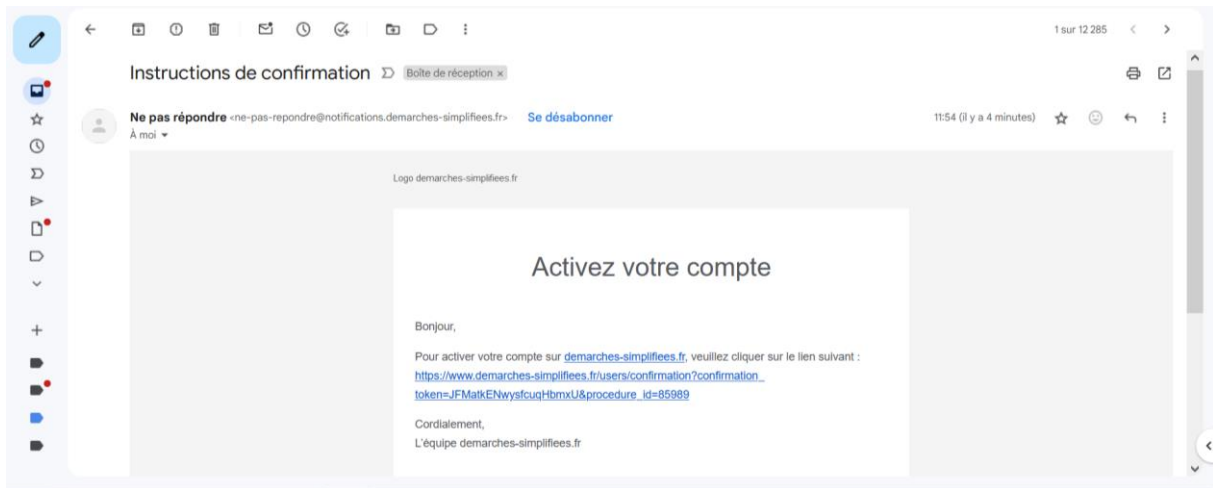 1 sur 12 285
Instructions de confirmation
Boîte de réception ×
Ne pas répondre <ne-pas-repondre@notifications.demarches-simplifiees.fr> Se désabonner 11:54 (il y a 4 minutes)
À moi
Logo demarches-simplifiees.fr
Activez votre compte
Bonjour,
Pour activer votre compte sur demarches-simplifiees.fr, veuillez cliquer sur le lien suivant :
https://www.demarches-simplifiees.fr/users/confirmation?confirmation_
token=JFMatkENwysfcuqHbmxU&procedure_id=85989
Cordialement,
L'équipe demarches-simplifiees.fr